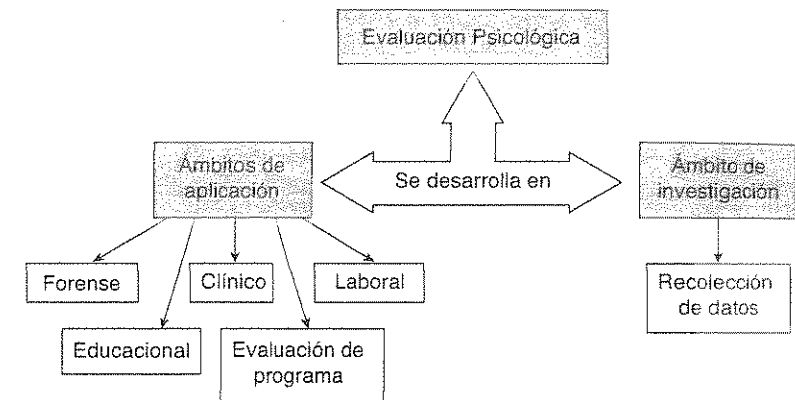 Evaluación Psicológica
Ámbitos de
aplicación
Se desarrolla en
Ámbito de
investigación
Forense
Clínico
Laboral
Educacional
Evaluación de
programa
Recolección
de datos